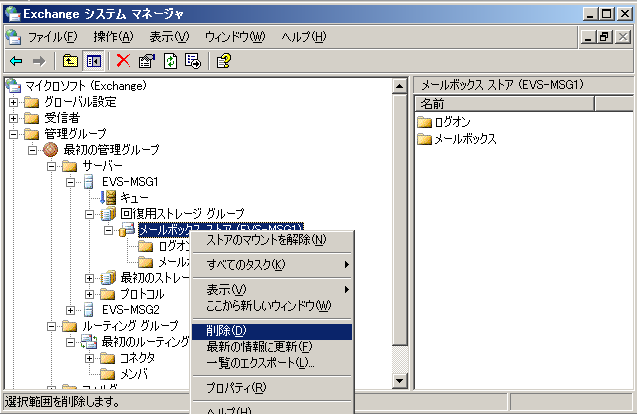 Exchange システム マネージャ
ファイル(F) 操作(A) 表示(V) ウィンドウ(W) ヘルプ(H)
マイクロソフト (Exchange)
グローバル設定
受信者
管理グループ
最初の管理グループ
サーバー
EVS-MSG1
キュー
回復用ストレージ グループ
メールボックス ストア (EVS-MSG1)
ログオン
メール
最初のストレー
プロトコル
EVS-MSG2
ルーティング グループ
最初のルーティング
コネクタ
メンバ
ストアのマウントを解除(N)
すべてのタスク(K)
表示(V)
ここから新しいウィンドウ(W)
削除(D)
最新の情報に更新(F)
一覧のエクスポート(L)...
プロパティ(R)
ヘルプ(H)
メールボックス ストア (EVS-MSG1)
名前
ログオン
メールボックス
選択範囲を削除します。